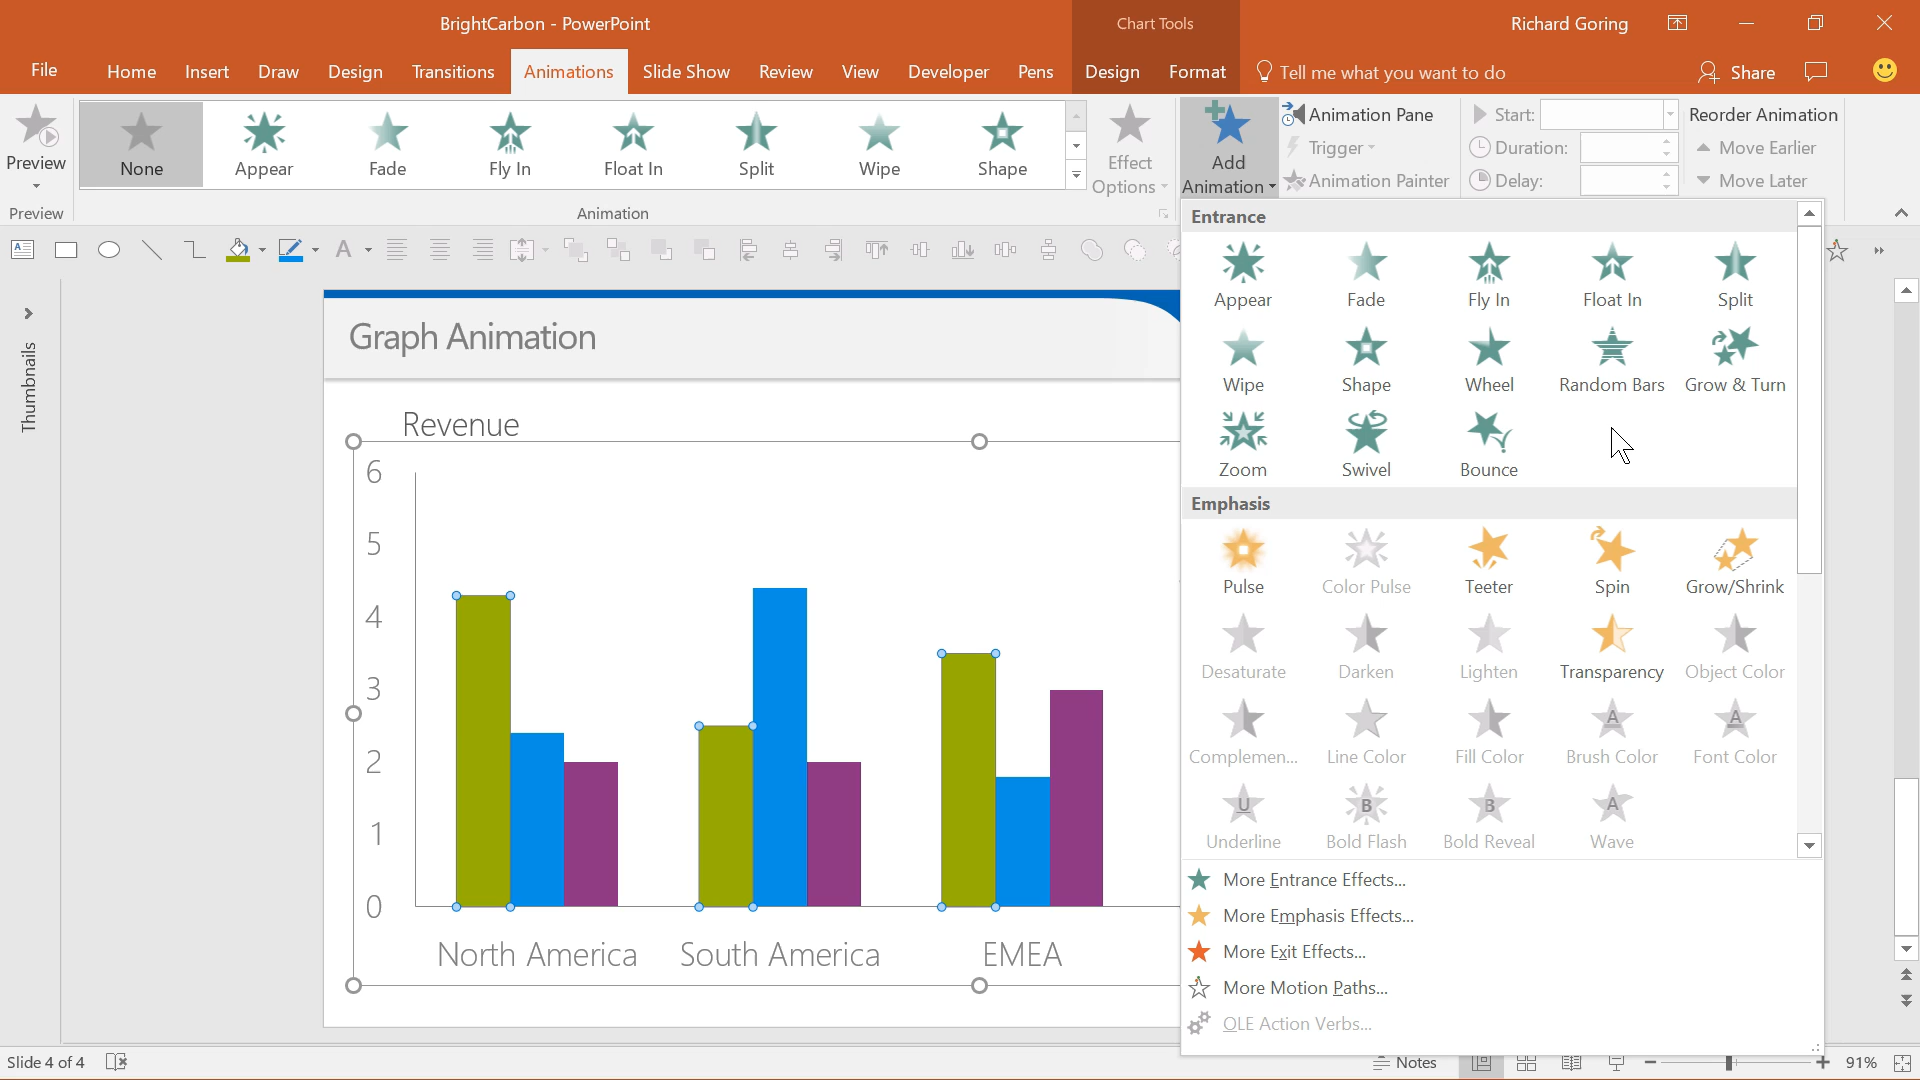 BrightCarbon - PowerPoint
Chart Tools
Richard Goring
File Home Insert Draw Design Transitions Animations Slide Show Review View Developer Pens Design Format Tell me what you want to do Share
Preview
None Appear Fade Fly In Float In Split Wipe Shape
Effect Options
Add Animation
Animation Pane
Trigger
Animation Painter
Start:
Duration:
Delay:
Reorder Animation
Move Earlier
Move Later
Preview
Animation
A
Thumbnails
Graph Animation
Revenue
6
5
4
3
2
1
0
North America South America EMEA
Entrance
Appear Fade Fly In Float In Split
Wipe Shape Wheel Random Bars Grow & Turn
Zoom Swivel Bounce
Emphasis
Pulse Color Pulse Teeter Spin Grow/Shrink
Desaturate Darken Lighten Transparency Object Color
A A
Complemen... Line Color Fill Color Brush Color Font Color
U B B A
Underline Bold Flash Bold Reveal Wave
More Entrance Effects...
More Emphasis Effects...
More Exit Effects...
More Motion Paths...
OLE Action Verbs...
Slide 4 of 4
Notes
91%